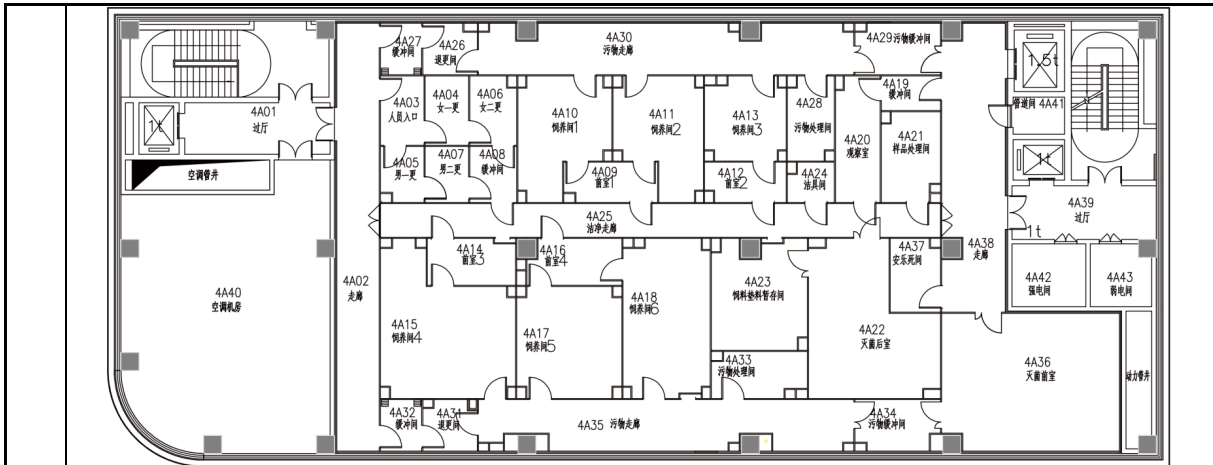 4A27
缓冲间
4A26
退更间
4A30
污物走廊
4A29污物缓冲间
1.5t
4A01
过厅
1t
4A03
人员入口
4A04
女一更
4A06
女二更
4A10
饲养间1
4A11
饲养间2
4A13
饲养间3
4A28
污物处理间
4A19
缓冲间
管道间 4A41
4A20
观察室
4A21
样品处理间
空调管井
4A05
男一更
4A07
男二更
4A08
缓冲间
4A09
前室1
4A12
前室2
4A24
洁具间
1t
4A25
洁净走廊
4A39
过厅
1t
4A14
前室3
4A16
前室4
4A37
安乐死间
4A38
走廊
4A40
空调机房
4A02
走廊
4A18
饲养间6
4A23
饲料垫料暂存间
4A42
强电间
4A43
弱电间
4A15
饲养间4
4A17
饲养间5
4A22
灭菌后室
4A33
污物处理间
4A36
灭菌前室
动力管井
4A32
缓冲间
4A31
退更间
4A35 污物走廊
4A34
污物缓冲间